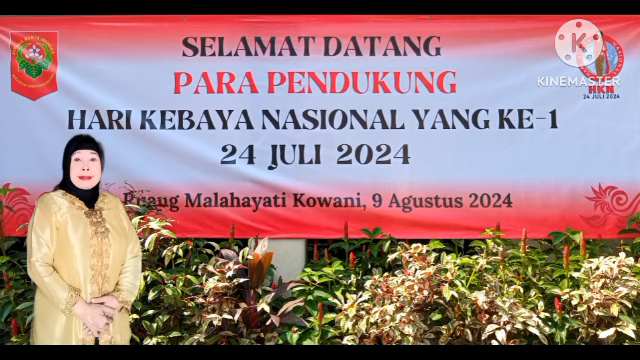 SELAMAT DATANG
PARA PENDUKUNG
HARI KEBAYA NASIONAL YANG KE-1
24 JULI 2024
Ruang Malahayati Kowani, 9 Agustus 2024
KINEMASTER
HKN
24 JULI 2024